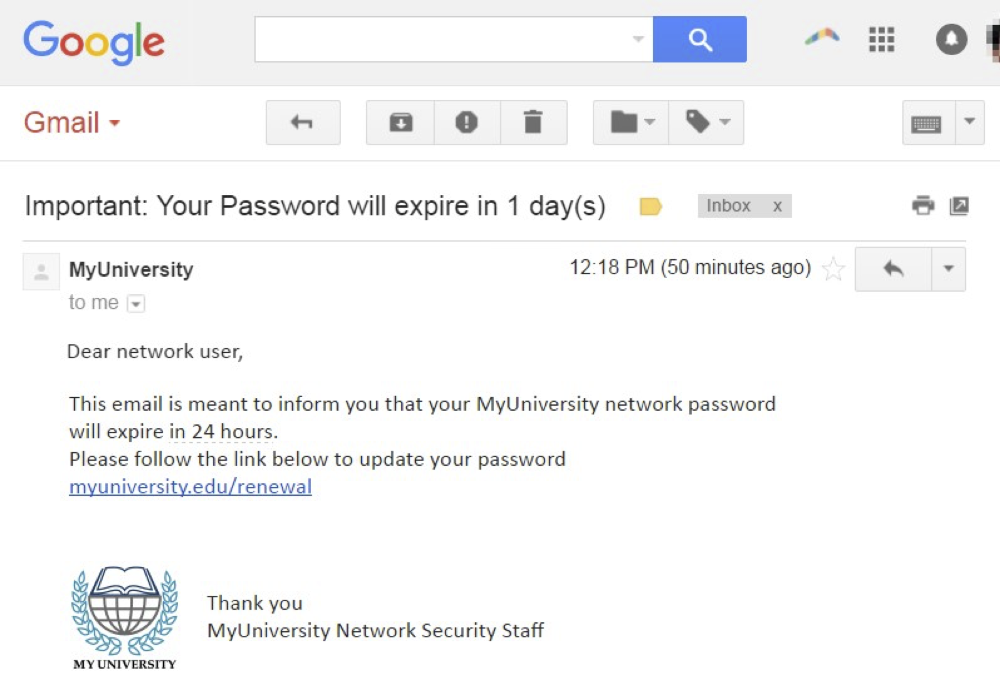 Google
Gmail
Important: Your Password will expire in 1 day(s)
Inbox x
MyUniversity
12:18 PM (50 minutes ago)
to me
Dear network user,
This email is meant to inform you that your MyUniversity network password
will expire in 24 hours.
Please follow the link below to update your password
myuniversity.edu/renewal
Thank you
MyUniversity Network Security Staff
MY UNIVERSITY